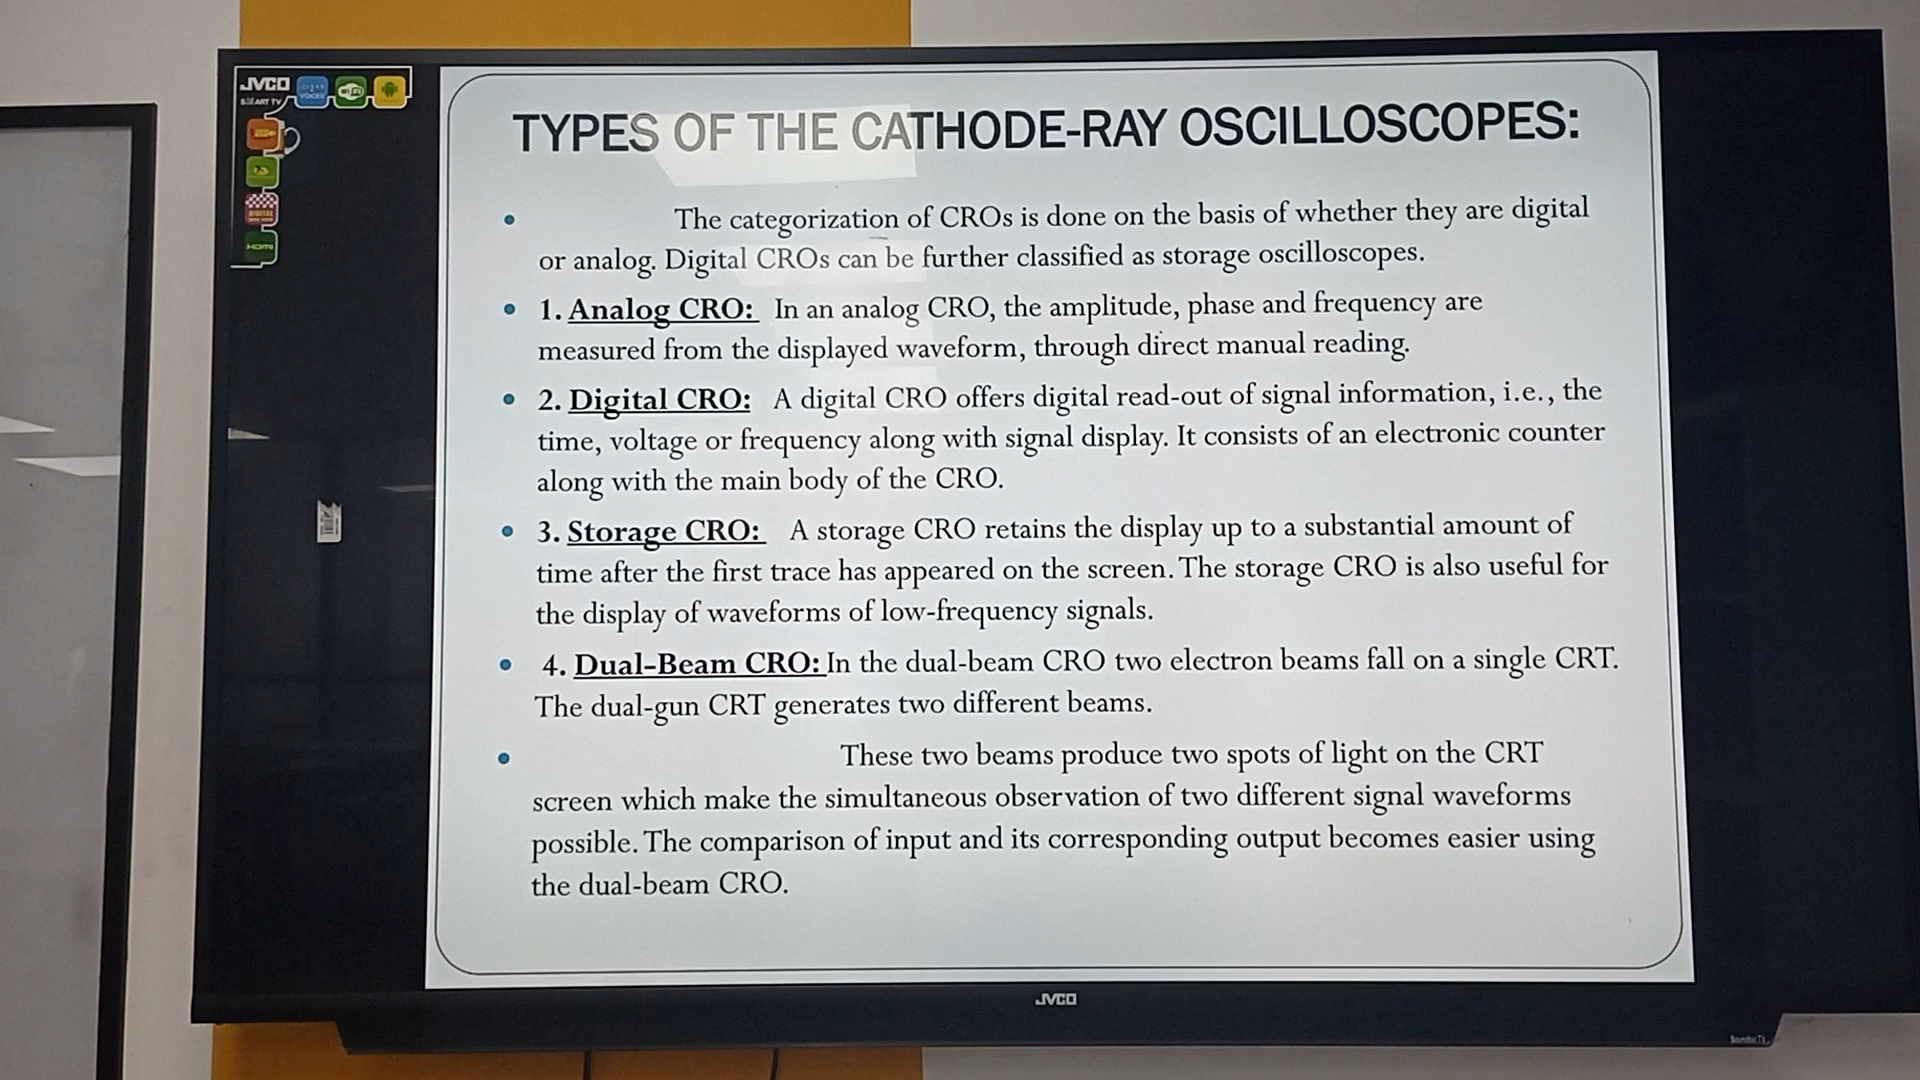 JVCO
SMART TV
VOICES
Wi Fi
DIGITAL
HDMI
TYPES OF THE CATHODE-RAY OSCILLOSCOPES:
• The categorization of CROs is done on the basis of whether they are digital
or analog. Digital CROs can be further classified as storage oscilloscopes.
• 1. Analog CRO: In an analog CRO, the amplitude, phase and frequency are
measured from the displayed waveform, through direct manual reading.
• 2. Digital CRO: A digital CRO offers digital read-out of signal information, i.e., the
time, voltage or frequency along with signal display. It consists of an electronic counter
along with the main body of the CRO.
• 3. Storage CRO: A storage CRO retains the display up to a substantial amount of
time after the first trace has appeared on the screen. The storage CRO is also useful for
the display of waveforms of low-frequency signals.
• 4. Dual-Beam CRO: In the dual-beam CRO two electron beams fall on a single CRT.
The dual-gun CRT generates two different beams.
• These two beams produce two spots of light on the CRT
screen which make the simultaneous observation of two different signal waveforms
possible. The comparison of input and its corresponding output becomes easier using
the dual-beam CRO.
JVCO